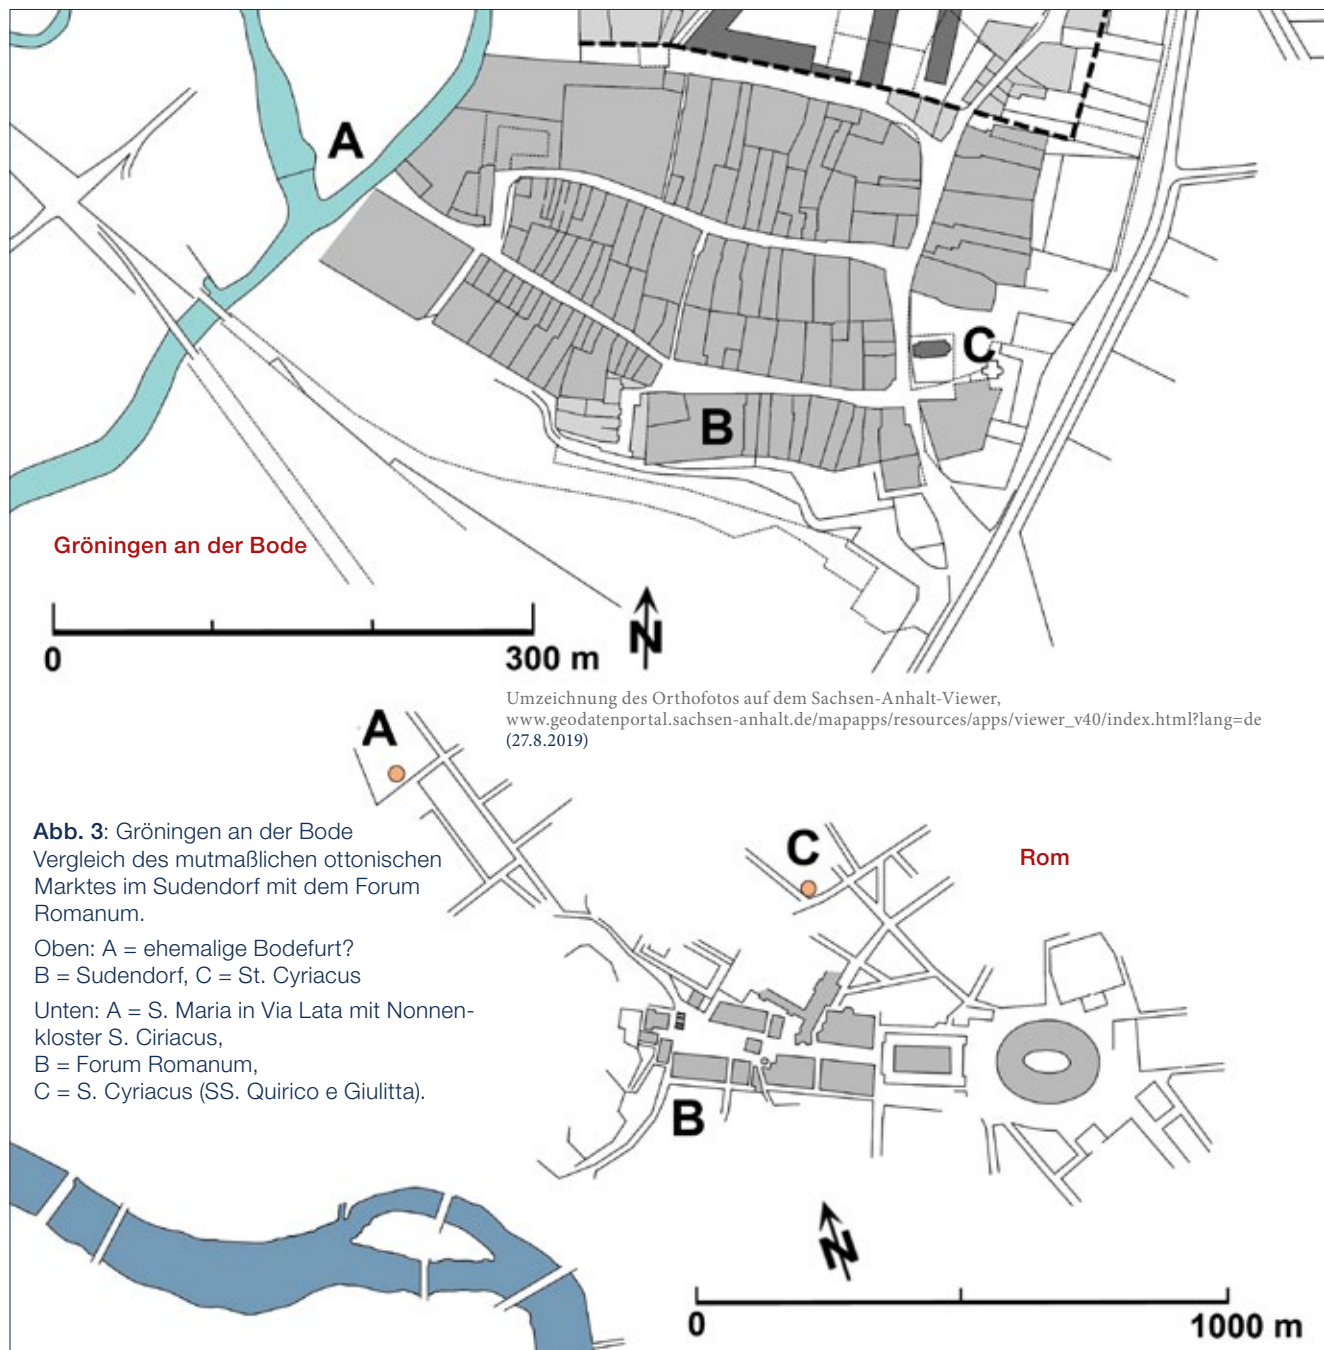 A
C
B
Gröningen an der Bode
0
300 m
N
Umzeichnung des Orthofotos auf dem Sachsen-Anhalt-Viewer,
www.geodatenportal.sachsen-anhalt.de/mapapps/resources/apps/viewer_v40/index.html?lang=de
(27.8.2019)
A
C
Rom
Abb. 3: Gröningen an der Bode
Vergleich des mutmaßlichen ottonischen
Marktes im Sudendorf mit dem Forum
Romanum.
Oben: A = ehemalige Bodefurt?
B = Sudendorf, C = St. Cyriacus
Unten: A = S. Maria in Via Lata mit Nonnen-
kloster S. Ciriacus,
B = Forum Romanum,
C = S. Cyriacus (SS. Quirico e Giulitta).
B
N
0
1000 m